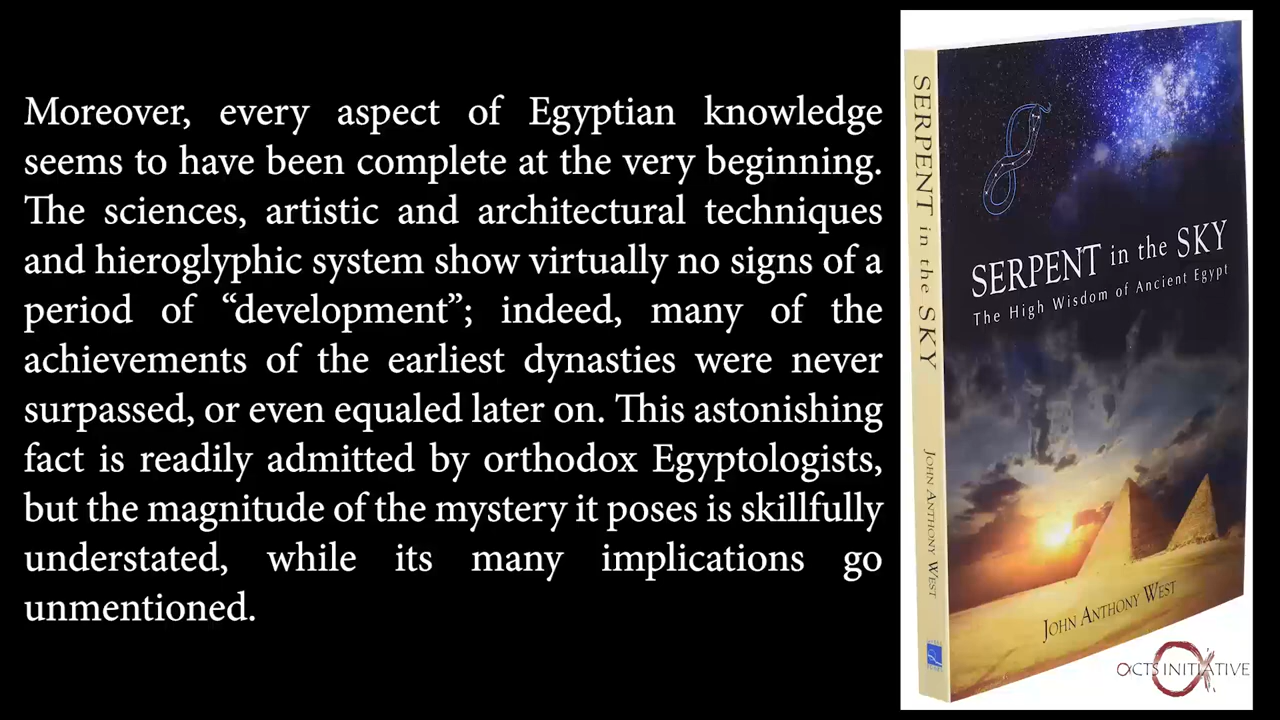 Moreover, every aspect of Egyptian knowledge
seems to have been complete at the very beginning.
The sciences, artistic and architectural techniques
and hieroglyphic system show virtually no signs of a
period of “development”; indeed, many of the
achievements of the earliest dynasties were never
surpassed, or even equaled later on. This astonishing
fact is readily admitted by orthodox Egyptologists,
but the magnitude of the mystery it poses is skillfully
understated, while its many implications go
unmentioned.
SERPENT in the SKY
JOHN ANTHONY WEST
SERPENT in the SKY
The High Wisdom of Ancient Egypt
JOHN ANTHONY WEST
ACTS INITIATIVE